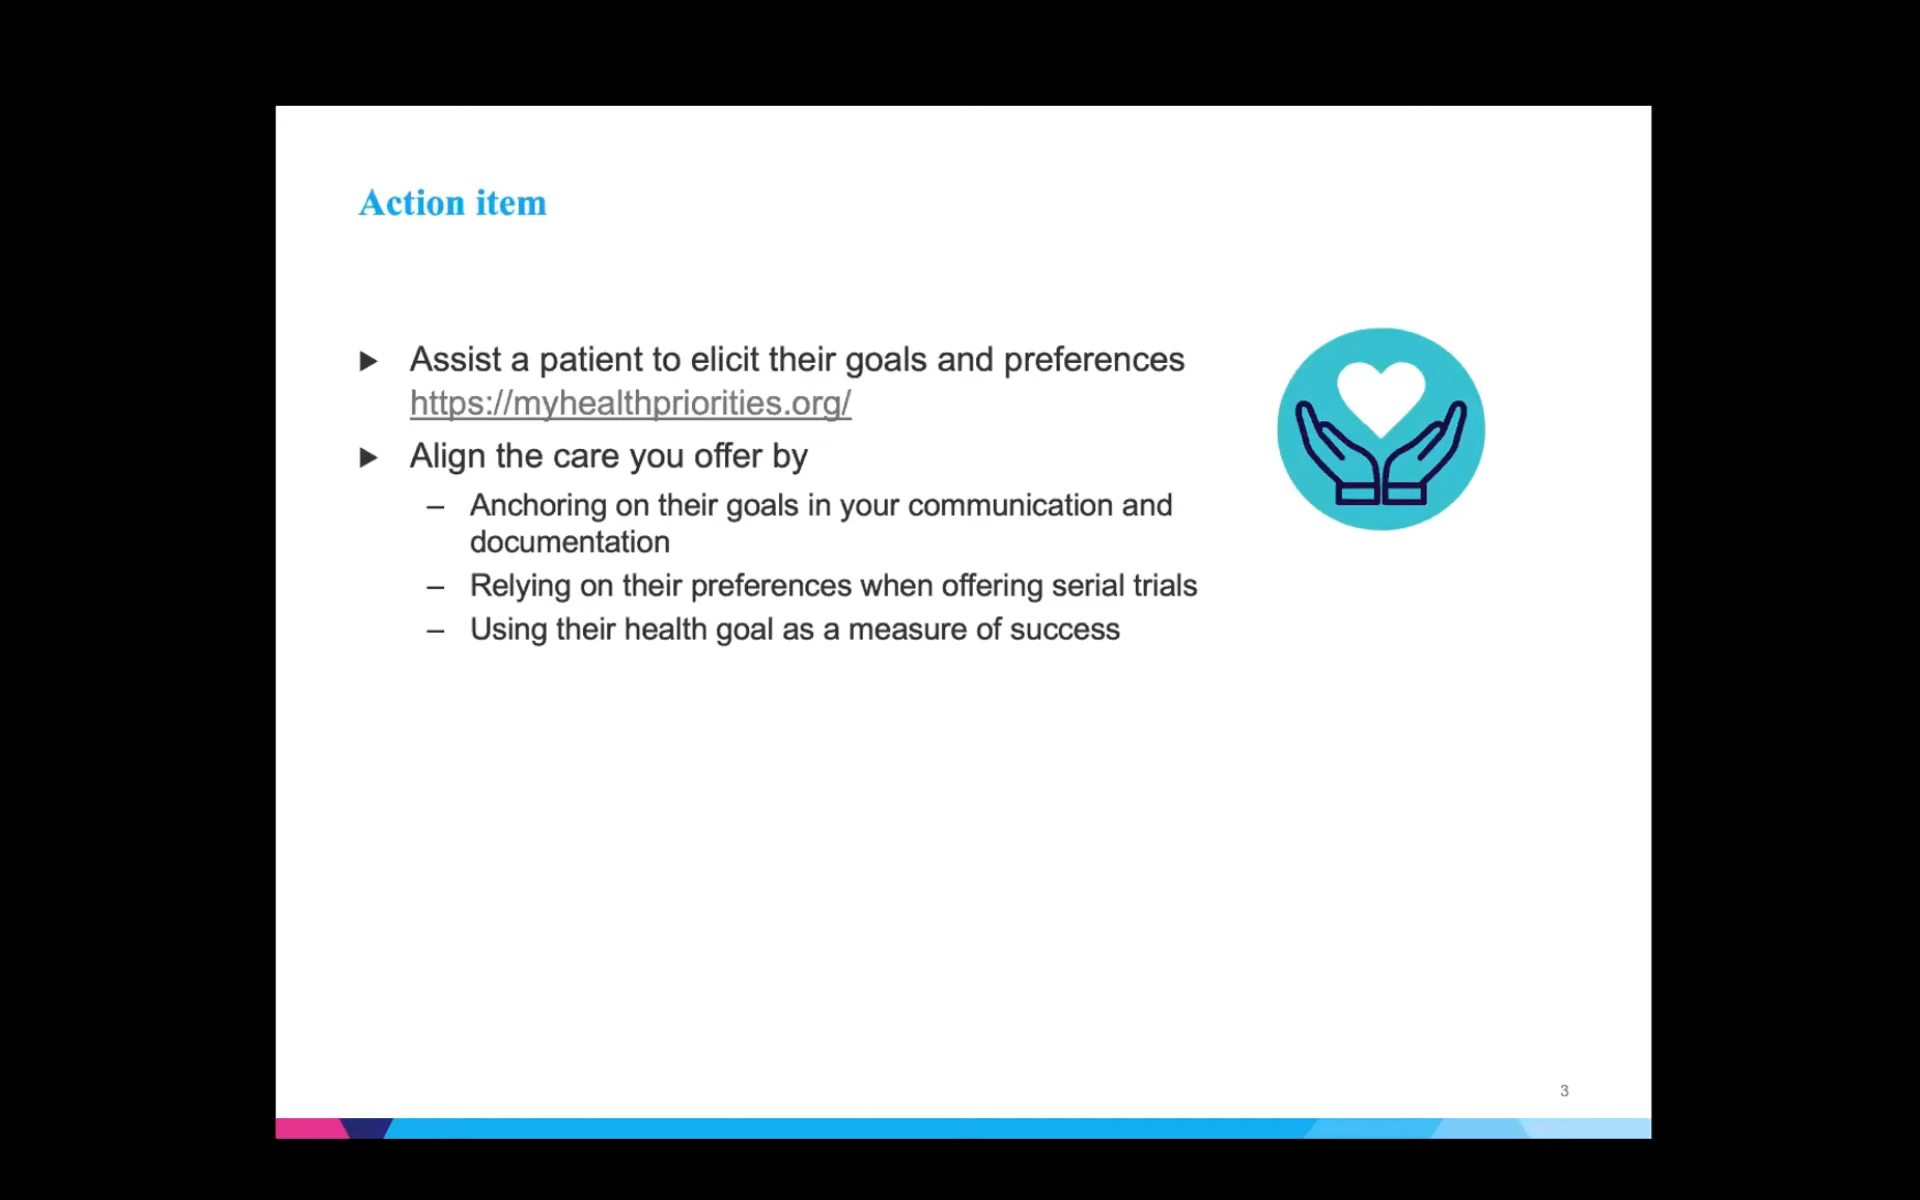 Action item
► Assist a patient to elicit their goals and preferences
https://myhealthpriorities.org/
► Align the care you offer by
– Anchoring on their goals in your communication and
documentation
– Relying on their preferences when offering serial trials
– Using their health goal as a measure of success
3